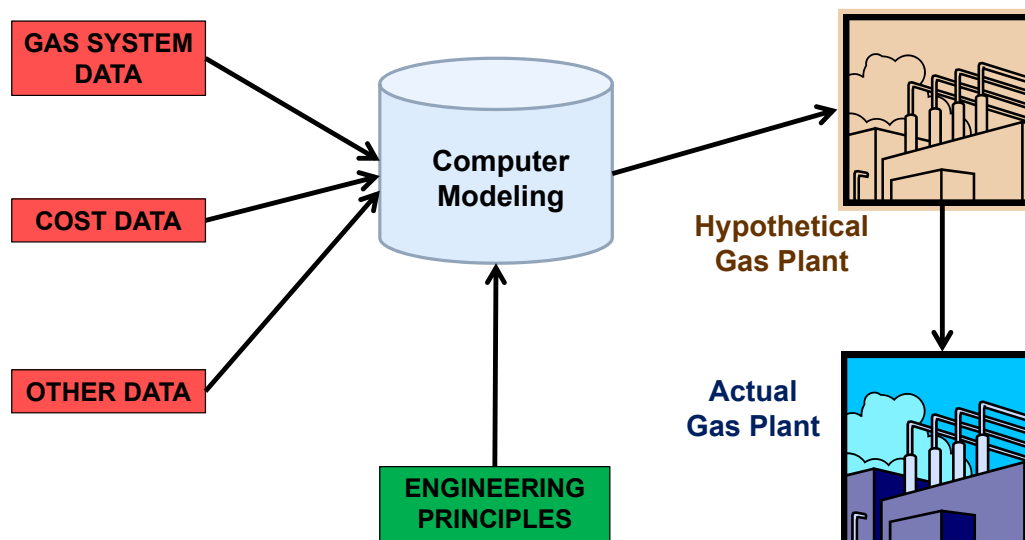 GAS SYSTEM
DATA
COST DATA
OTHER DATA
Computer
Modeling
ENGINEERING
PRINCIPLES
Hypothetical
Gas Plant
Actual
Gas Plant